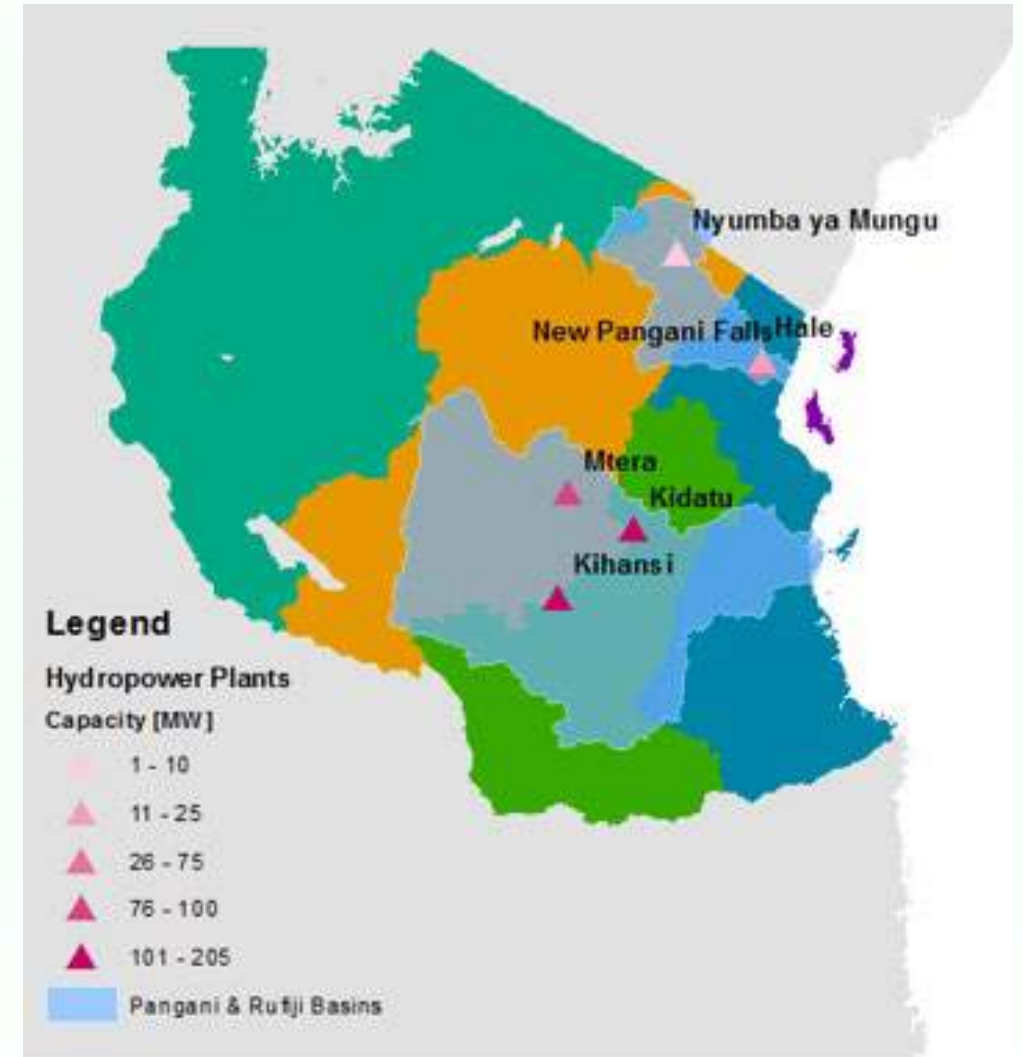 Nyumba ya Mungu
New Pangani Falls
Hale
Mtera
Kidatu
Kihansi
Legend
Hydropower Plants
Capacity [MW]
1 - 10
11 - 25
26 - 75
76 - 100
101 - 205
Pangani & Rufiji Basins